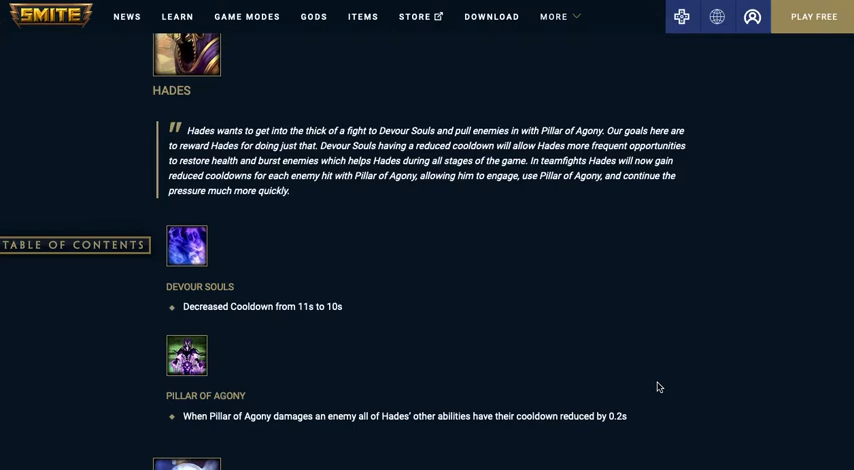 SMITE
NEWS
LEARN
GAME MODES
GODS
ITEMS
STORE
DOWNLOAD
MORE
PLAY FREE
HADES
Hades wants to get into the thick of a fight to Devour Souls and pull enemies in with Pillar of Agony. Our goals here are
to reward Hades for doing just that. Devour Souls having a reduced cooldown will allow Hades more frequent opportunities
to restore health and burst enemies which helps Hades during all stages of the game. In teamfights Hades will now gain
reduced cooldowns for each enemy hit with Pillar of Agony, allowing him to engage, use Pillar of Agony, and continue the
pressure much more quickly.
TABLE OF CONTENTS
DEVOUR SOULS
Decreased Cooldown from 11s to 10s
PILLAR OF AGONY
When Pillar of Agony damages an enemy all of Hades’ other abilities have their cooldown reduced by 0.2s